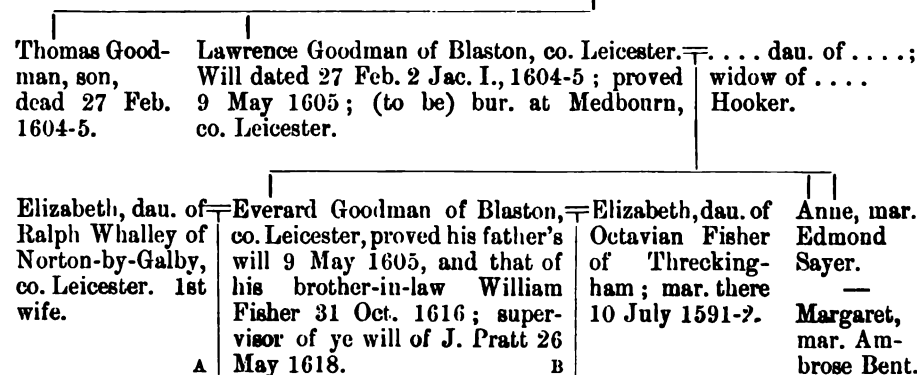 Thomas Good-
man, son,
dead 27 Feb.
1604-5.
Lawrence Goodman of Blaston, co. Leicester.
Will dated 27 Feb. 2 Jac. I., 1604-5 ; proved
9 May 1605 ; (to be) bur. at Medbourn,
co. Leicester.
. . . . dau. of . . . . ;
widow of . . . .
Hooker.
Elizabeth, dau. of
Ralph Whalley of
Norton-by-Galby,
co. Leicester. 1st
wife.
A
Everard Goodman of Blaston,
co. Leicester, proved his father's
will 9 May 1605, and that of
his brother-in-law William
Fisher 31 Oct. 1616 ; super-
visor of ye will of J. Pratt 26
May 1618.
B
Elizabeth, dau. of
Octavian Fisher
of Threcking-
ham ; mar. there
10 July 1591-2.
Anne, mar.
Edmond
Sayer.
—
Margaret,
mar. Am-
brose Bent.